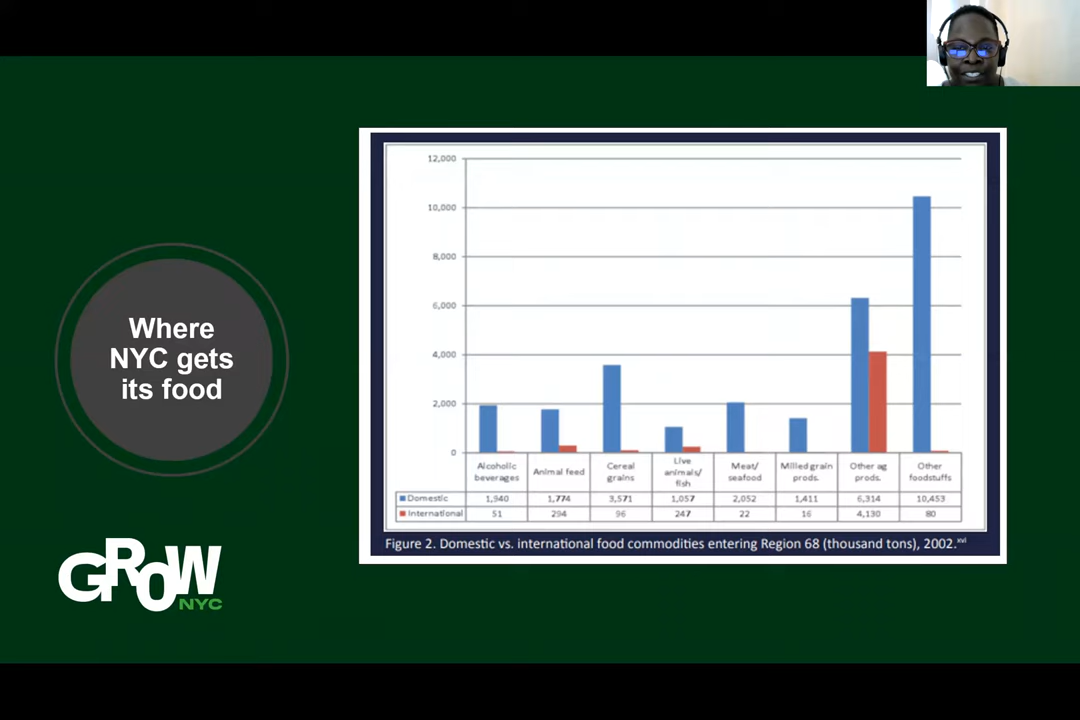 Where
NYC gets
its food
GROW
NYC
12,000
10,000
8,000
6,000
4,000
2,000
0
Alcoholic beverages Animal feed Cereal grains Live animals/ fish Meat/ seafood Milled grain prods. Other ag prods. Other foodstuffs
Domestic 1,940 1,774 3,571 1,057 2,052 1,411 6,314 10,453
International 51 294 96 247 22 16 4,130 80
Figure 2. Domestic vs. international food commodities entering Region 68 (thousand tons), 2002.xvi